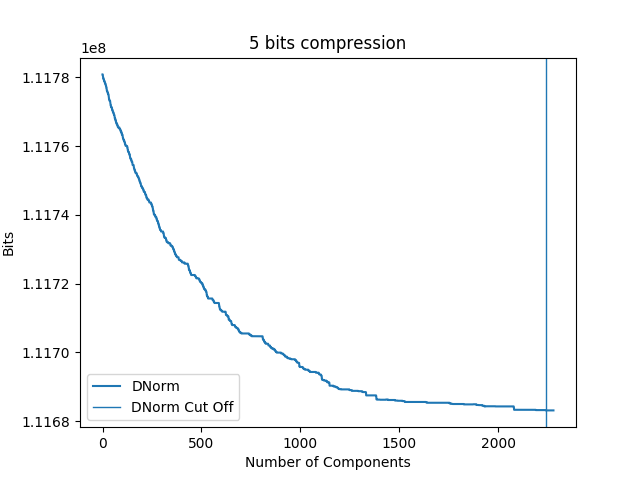 5 bits compression
1e8
1.1178
1.1176
1.1174
1.1172
1.1170
1.1168
Bits
DNorm
DNorm Cut Off
0 500 1000 1500 2000
Number of Components